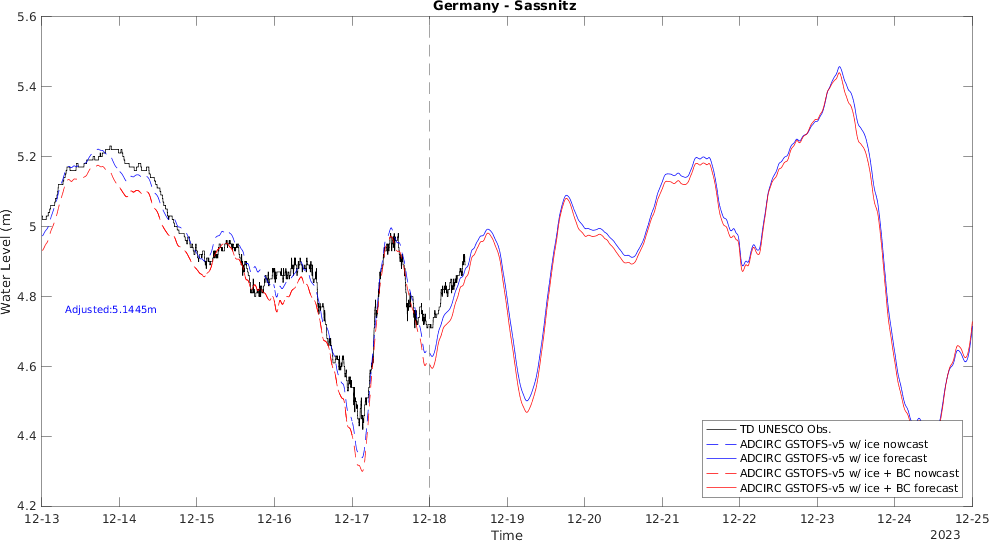 Germany - Sassnitz
5.6
5.4
5.2
5
4.8
4.6
4.4
4.2
Water Level (m)
Adjusted:5.1445m
TD UNESCO Obs.
ADCIRC GSTOFS-v5 w/ ice nowcast
ADCIRC GSTOFS-v5 w/ ice forecast
ADCIRC GSTOFS-v5 w/ ice + BC nowcast
ADCIRC GSTOFS-v5 w/ ice + BC forecast
12-13 12-14 12-15 12-16 12-17 12-18 12-19 12-20 12-21 12-22 12-23 12-24 12-25
Time
2023